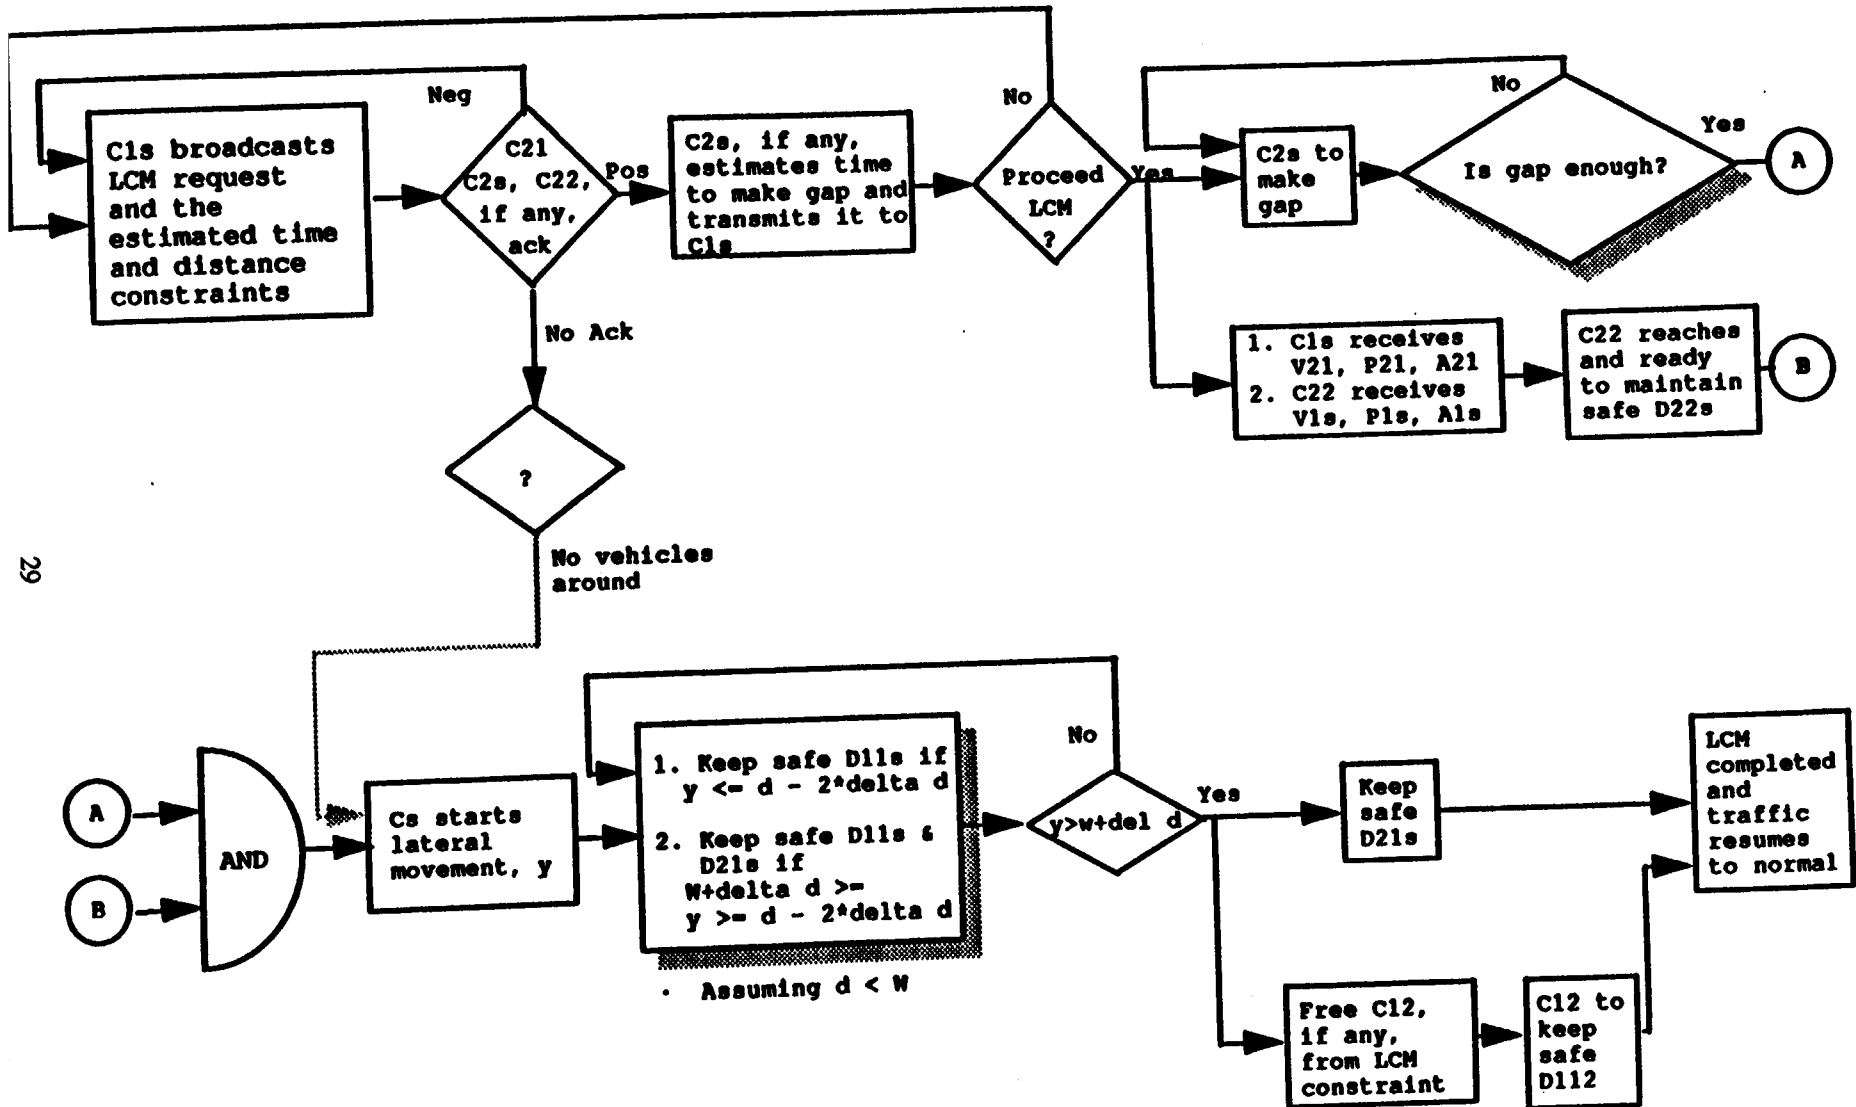 No
Neg
No
Yes
C1s broadcasts
LCM request
and the
estimated time
and distance
constraints
C21
C2s, C22,
if any,
ack
Pos
C2s, if any,
estimates time
to make gap and
transmits it to
C1s
Proceed
LCM
?
Yes
C2s to
make
gap
Is gap enough?
A
No Ack
1. C1s receives
V21, P21, A21
2. C22 receives
V1s, P1s, A1s
C22 reaches
and ready
to maintain
safe D22s
B
?
No vehicles
around
29
A
B
AND
Cs starts
lateral
movement, y
1. Keep safe D11s if
y <= d - 2*delta d
2. Keep safe D11s &
D21s if
W+delta d >=
y >= d - 2*delta d
· Assuming d < W
No
y>w+del d
Yes
Keep
safe
D21s
LCM
completed
and
traffic
resumes
to normal
Free C12,
if any,
from LCM
constraint
C12 to
keep
safe
D112